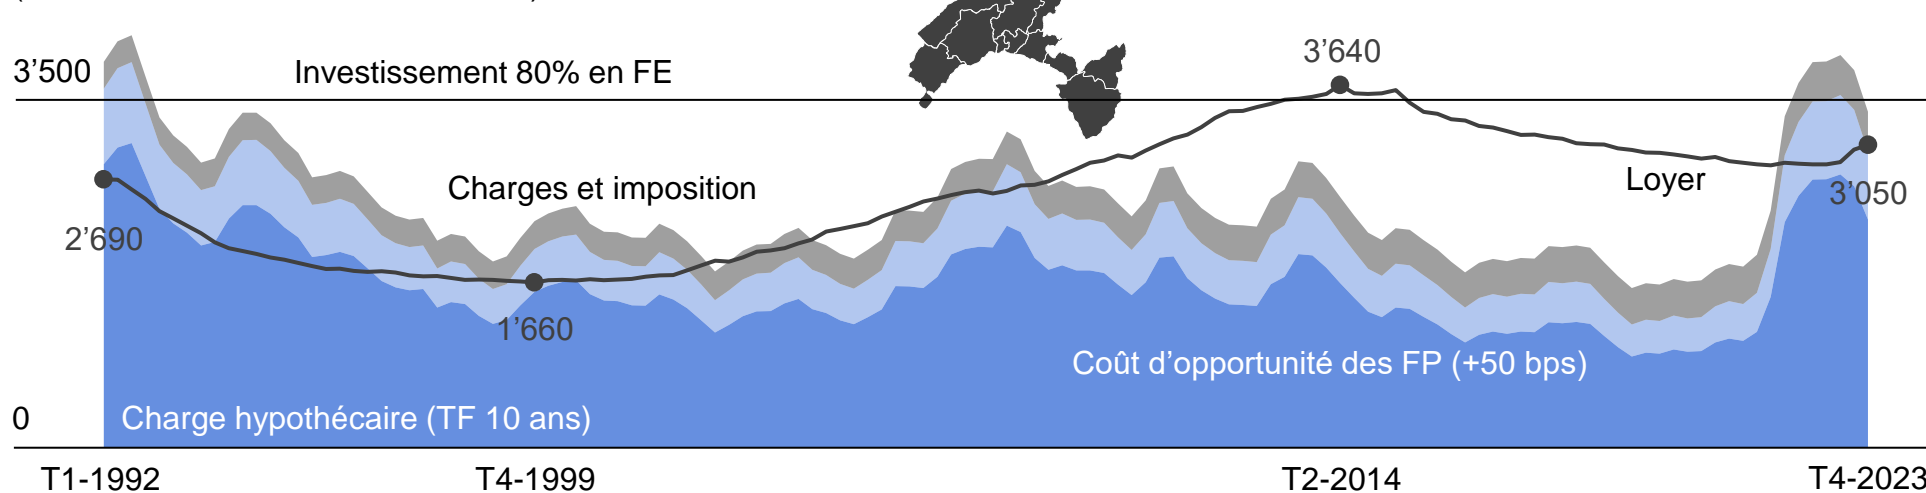 3’500
Investissement 80% en FE
3’640
Charges et imposition
Loyer
3’050
2’690
1’660
Coût d’opportunité des FP (+50 bps)
0
Charge hypothécaire (TF 10 ans)
T1-1992
T4-1999
T2-2014
T4-2023